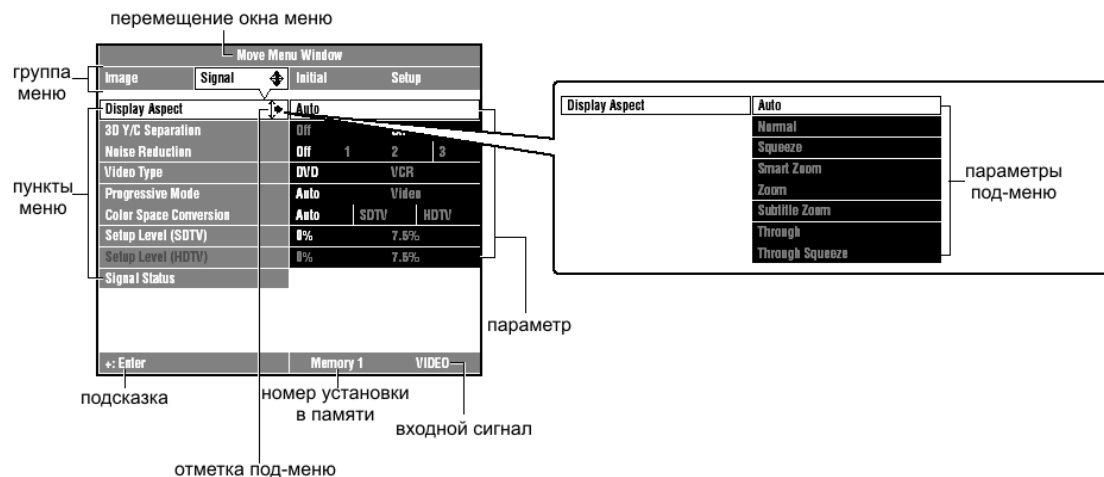 перемещение окна меню
Move Menu Window
группа
меню
Image Signal Initial Setup
Display Aspect Auto
3D Y/C Separation Off
Noise Reduction Off 1 2 3
Video Type DVD VCR
Progressive Mode Auto Video
Color Space Conversion Auto SDTV HDTV
Setup Level (SDTV) 0% 7.5%
Setup Level (HDTV) 0% 7.5%
Signal Status
пункты
меню
параметр
+: Enter Memory 1 VIDEO
подсказка
номер установки
в памяти
входной сигнал
отметка под-меню
Display Aspect Auto
Normal
Squeeze
Smart Zoom
Zoom
Subtitle Zoom
Through
Through Squeeze
параметры
под-меню